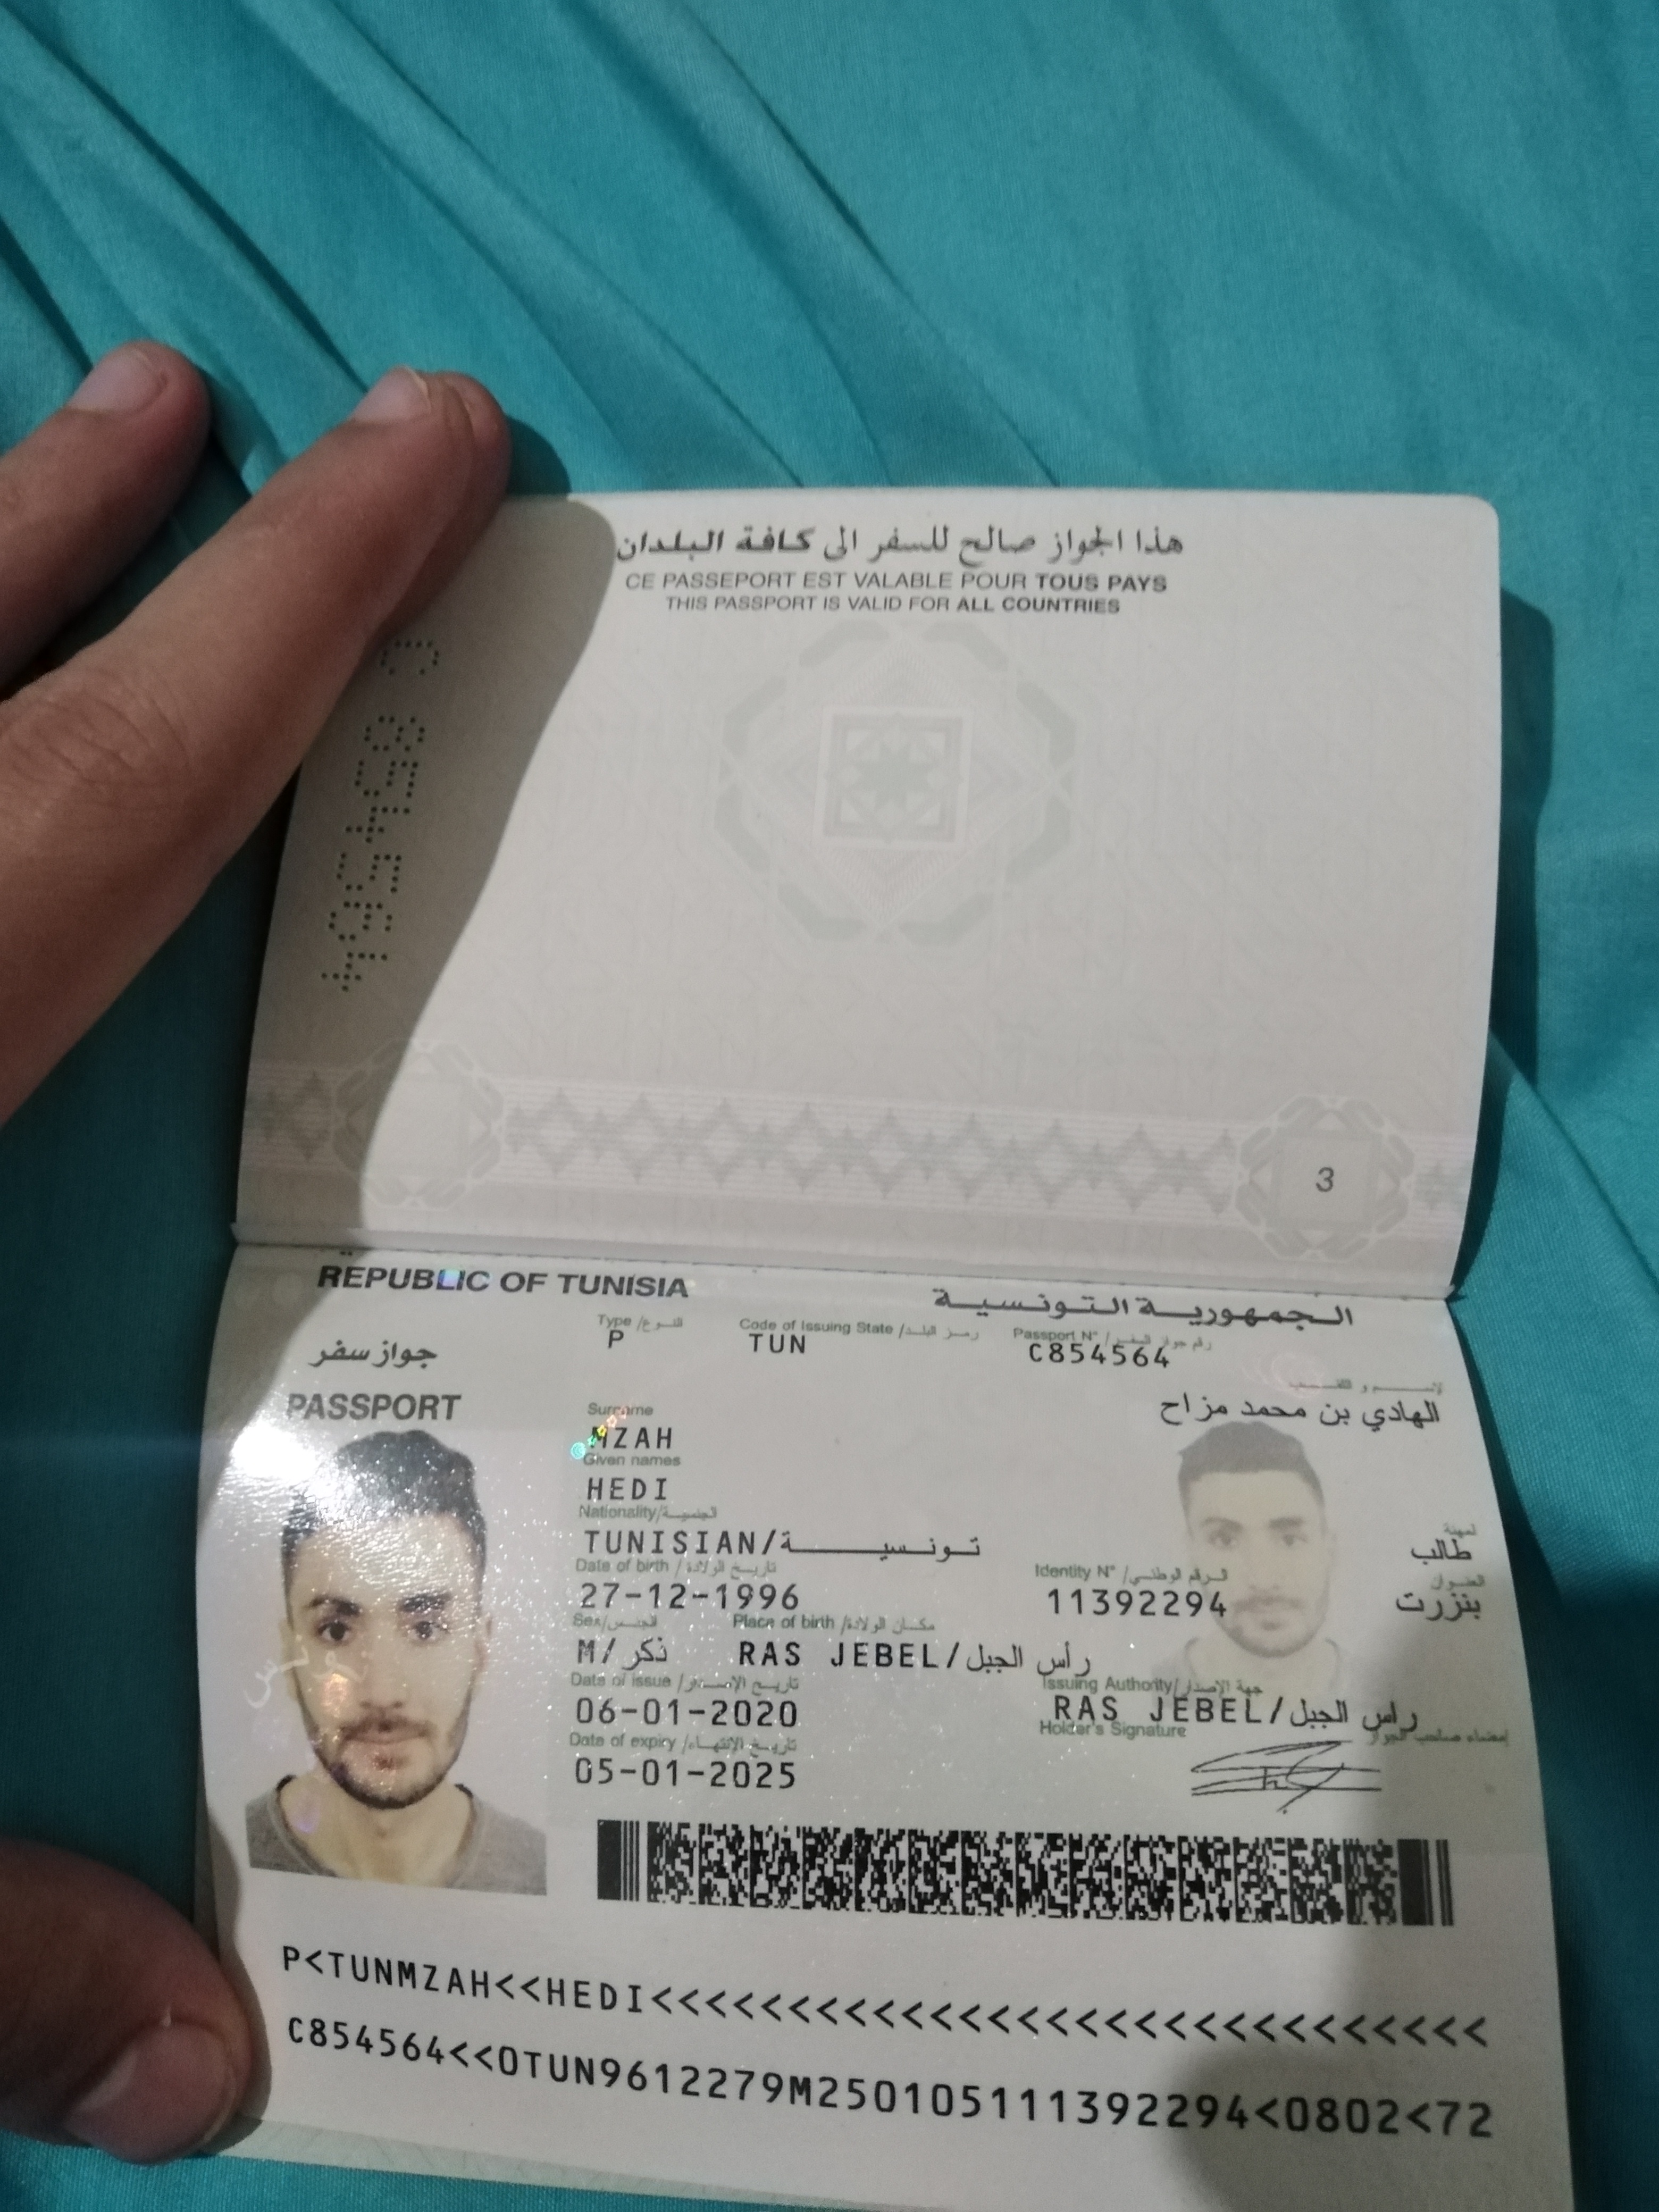 هذا الجواز صالح للسفر الى كافة البلدان
CE PASSEPORT EST VALABLE POUR TOUS PAYS
THIS PASSPORT IS VALID FOR ALL COUNTRIES
C 854564
3
REPUBLIC OF TUNISIA
الجمهورية التونسية
Type/النوع
Code of Issuing State/رمز البلد
Passport N°/رقم جواز السفر
P
TUN
C854564
جواز سفر
PASSPORT
الاسم و اللقب
الهادي بن محمد مزاح
Surname
MZAH
Given names
HEDI
Nationality/الجنسية
TUNISIAN/تونسية
المهنة
طالب
Date of birth/تاريخ الولادة
Identity N°/الرقم الوطني
العنوان
27-12-1996
11392294
بنزرت
Sex/الجنس
Place of birth/مكان الولادة
M/ذكر
RAS JEBEL/رأس الجبل
Date of issue/تاريخ الإصدار
Issuing Authority/جهة الإصدار
06-01-2020
RAS JEBEL/راس الجبل
Date of expiry/تاريخ الإنتهاء
Holder's Signature
إمضاء صاحب الجواز
05-01-2025
P<TUNMZAH<<HEDI<<<<<<<<<<<<<<<<<<<<<<<<<<<<<
C854564<<0TUN9612279M250105111392294<0802<72